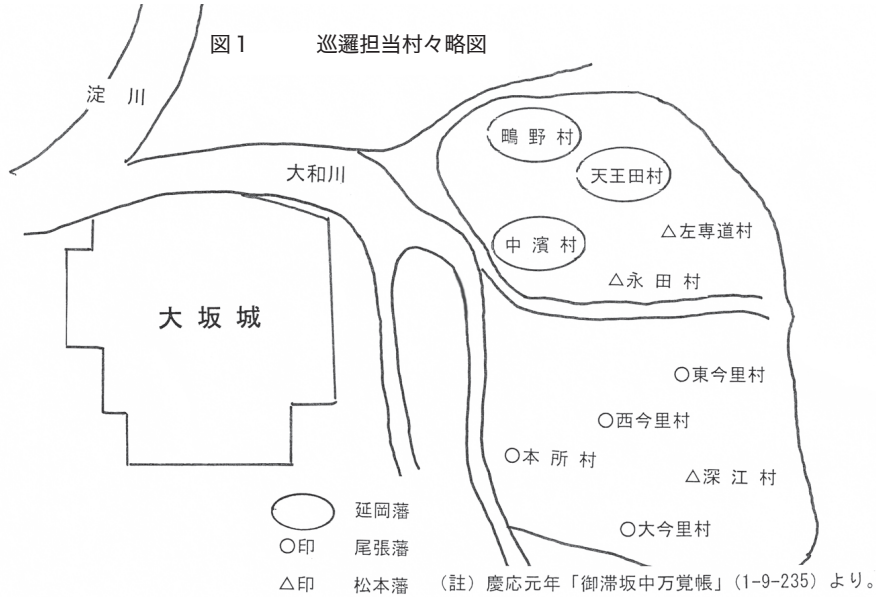 図1 巡邏担当村々略図
淀川
大和川
鴫野村
天王田村
中濱村
△左専道村
△永田村
大坂城
○東今里村
○西今里村
○本所村
△深江村
○大今里村
延岡藩
○印 尾張藩
△印 松本藩
(註)慶応元年「御滞坂中万覚帳」(1-9-235)より。